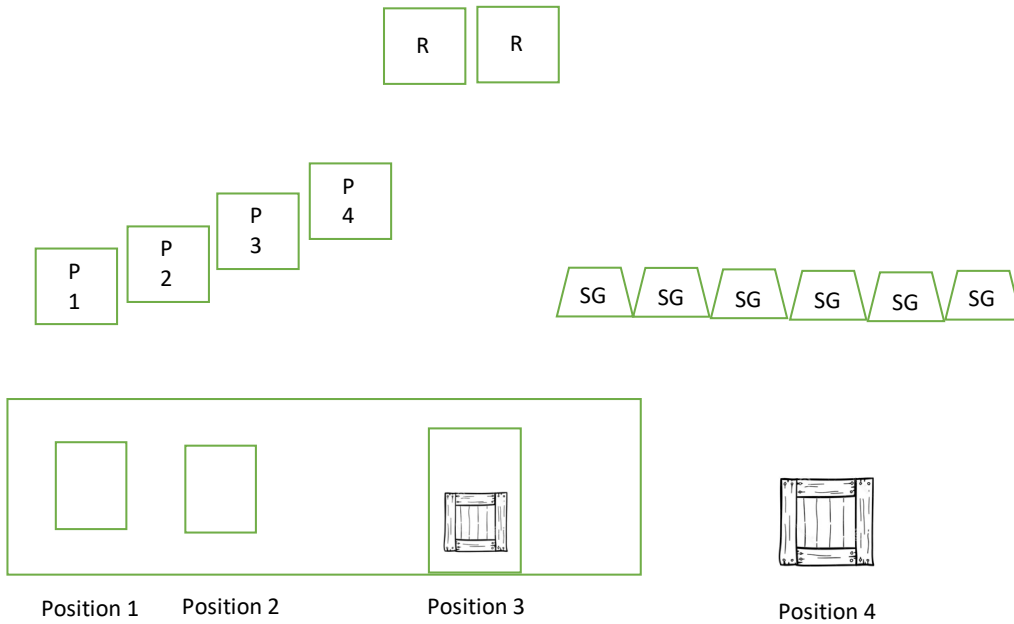 R R
P
4
P
3
P
2
P
1
SG SG SG SG SG SG
Position 1 Position 2 Position 3 Position 4